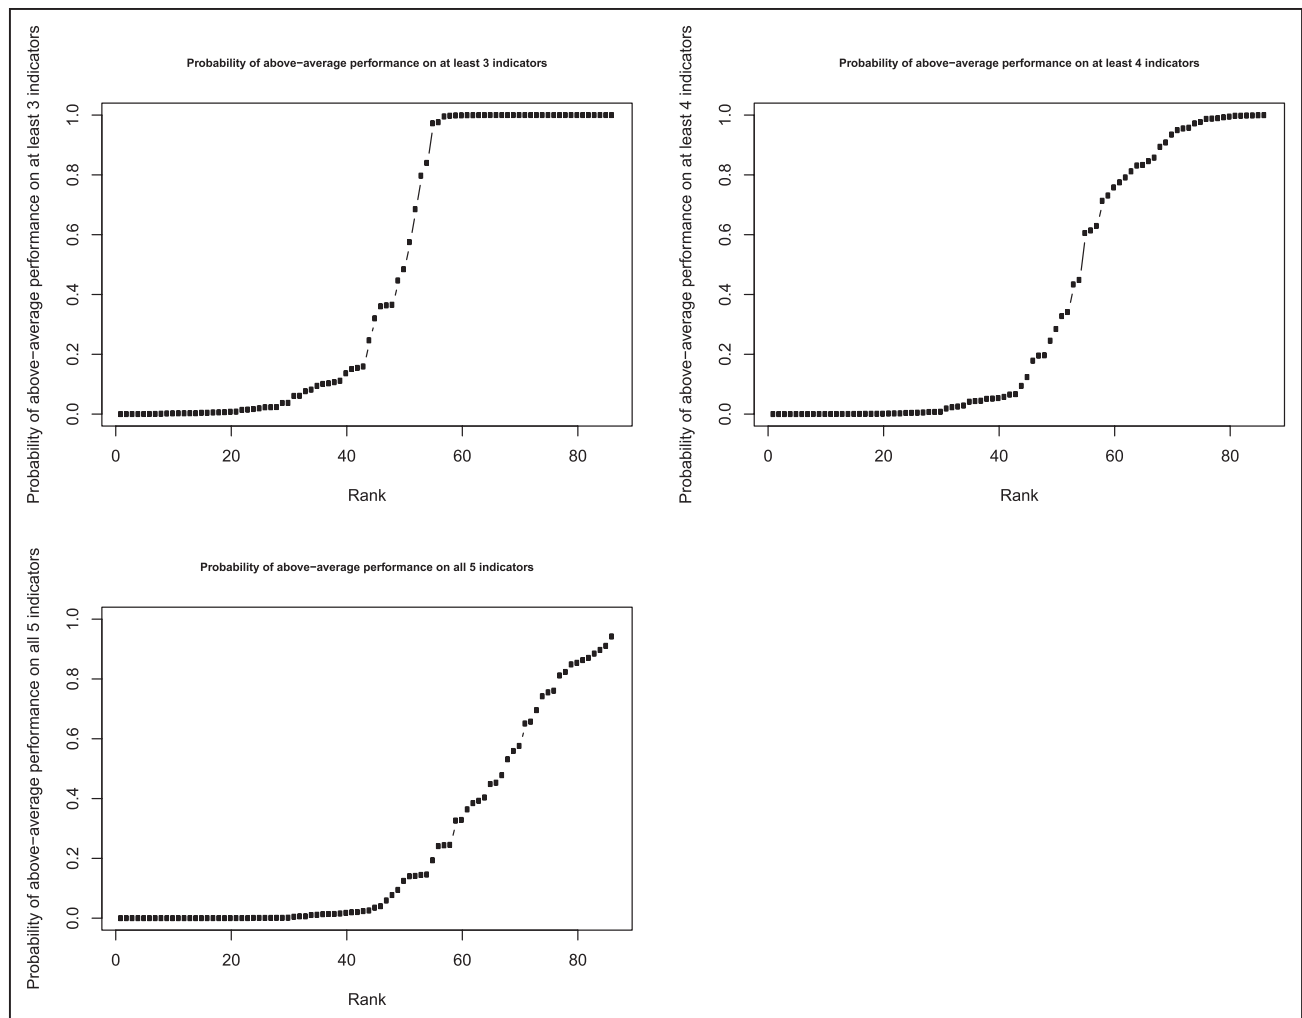 Probability of above−average performance on at least 3 indicators
Probability of above−average performance on at least 3 indicators
1.0
0.8
0.6
0.4
0.2
0.0
0 20 40 60 80
Rank
Probability of above−average performance on at least 4 indicators
Probability of above−average performance on at least 4 indicators
1.0
0.8
0.6
0.4
0.2
0.0
0 20 40 60 80
Rank
Probability of above−average performance on all 5 indicators
Probability of above−average performance on all 5 indicators
1.0
0.8
0.6
0.4
0.2
0.0
0 20 40 60 80
Rank